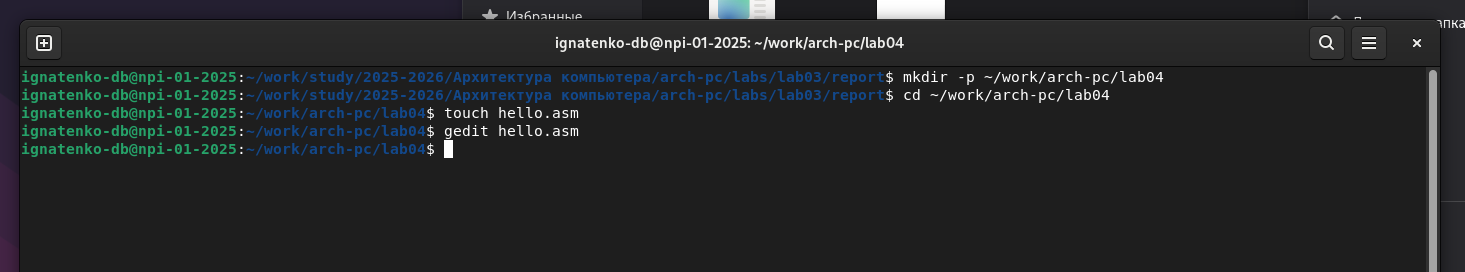 Избранные
ignatenko-db@npi-01-2025: ~/work/arch-pc/lab04
ignatenko-db@npi-01-2025:~/work/study/2025-2026/Архитектура компьютера/arch-pc/labs/lab03/report$ mkdir -p ~/work/arch-pc/lab04
ignatenko-db@npi-01-2025:~/work/study/2025-2026/Архитектура компьютера/arch-pc/labs/lab03/report$ cd ~/work/arch-pc/lab04
ignatenko-db@npi-01-2025:~/work/arch-pc/lab04$ touch hello.asm
ignatenko-db@npi-01-2025:~/work/arch-pc/lab04$ gedit hello.asm
ignatenko-db@npi-01-2025:~/work/arch-pc/lab04$